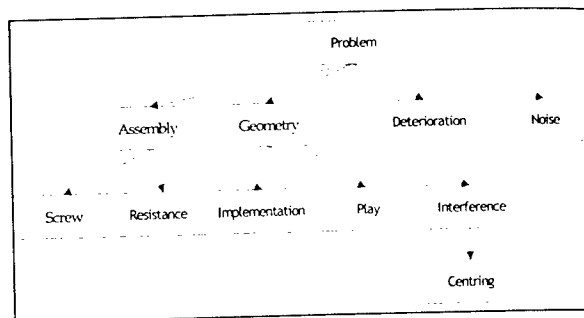 Problem
Assembly Geometry Deterioration Noise
Screw Resistance Implementation Play Interference
Centring